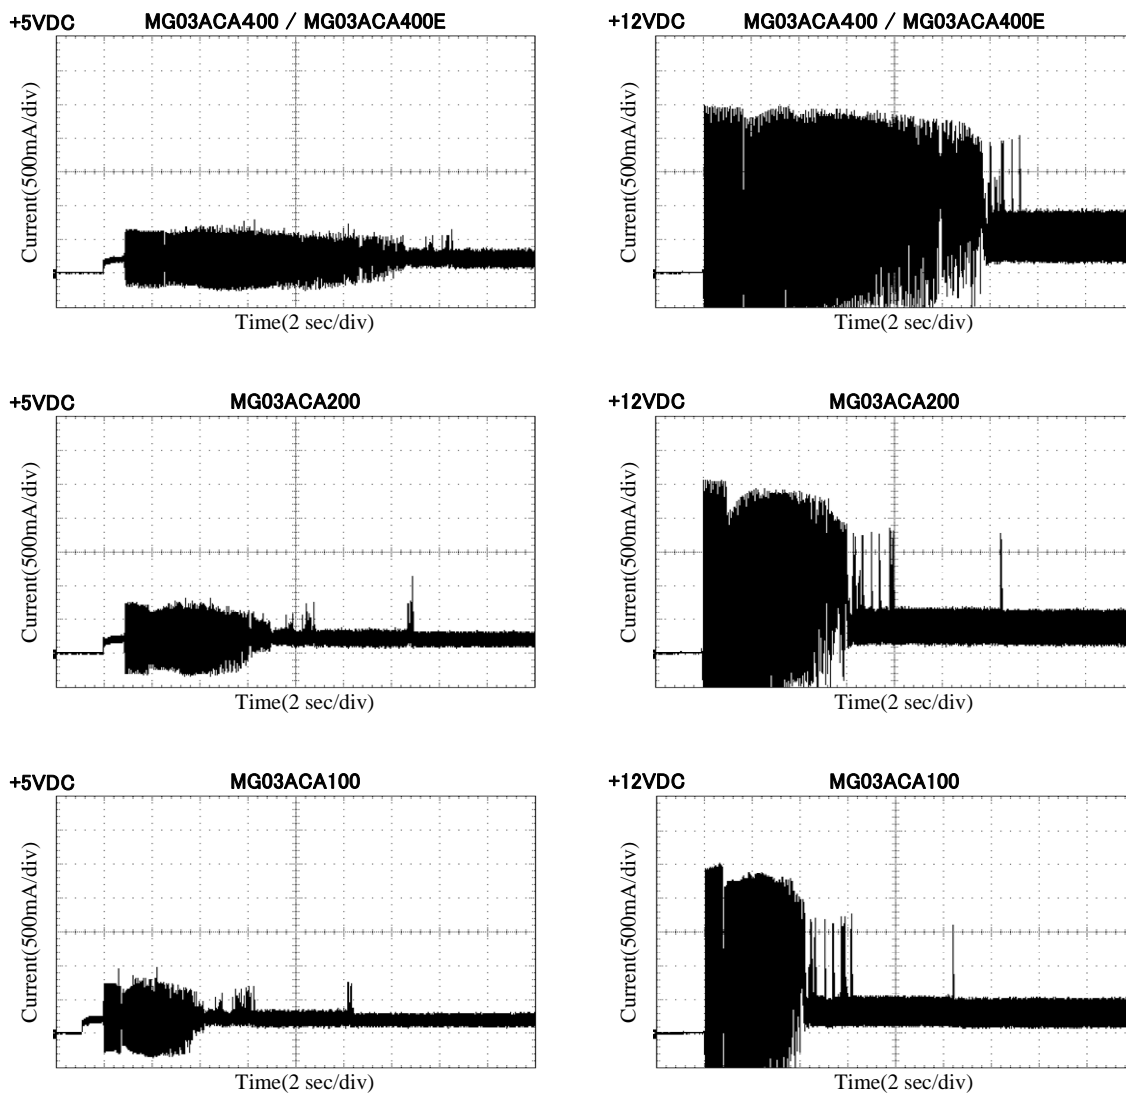 +5VDC MG03ACA400 / MG03ACA400E
Current(500mA/div)
Time(2 sec/div)
+12VDC MG03ACA400 / MG03ACA400E
Current(500mA/div)
Time(2 sec/div)
+5VDC MG03ACA200
Current(500mA/div)
Time(2 sec/div)
+12VDC MG03ACA200
Current(500mA/div)
Time(2 sec/div)
+5VDC MG03ACA100
Current(500mA/div)
Time(2 sec/div)
+12VDC MG03ACA100
Current(500mA/div)
Time(2 sec/div)